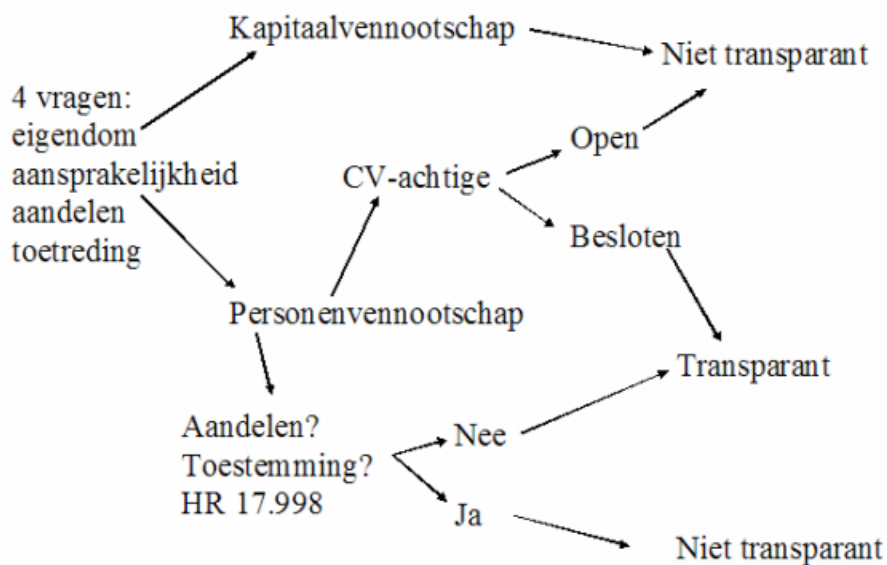 Kapitaalvennootschap
Niet transparant
4 vragen:
eigendom
aansprakelijkheid
aandelen
toetreding
Open
CV-achtige
Besloten
Personenvennootschap
Transparant
Aandelen?
Toestemming?
HR 17.998
Nee
Ja
Niet transparant